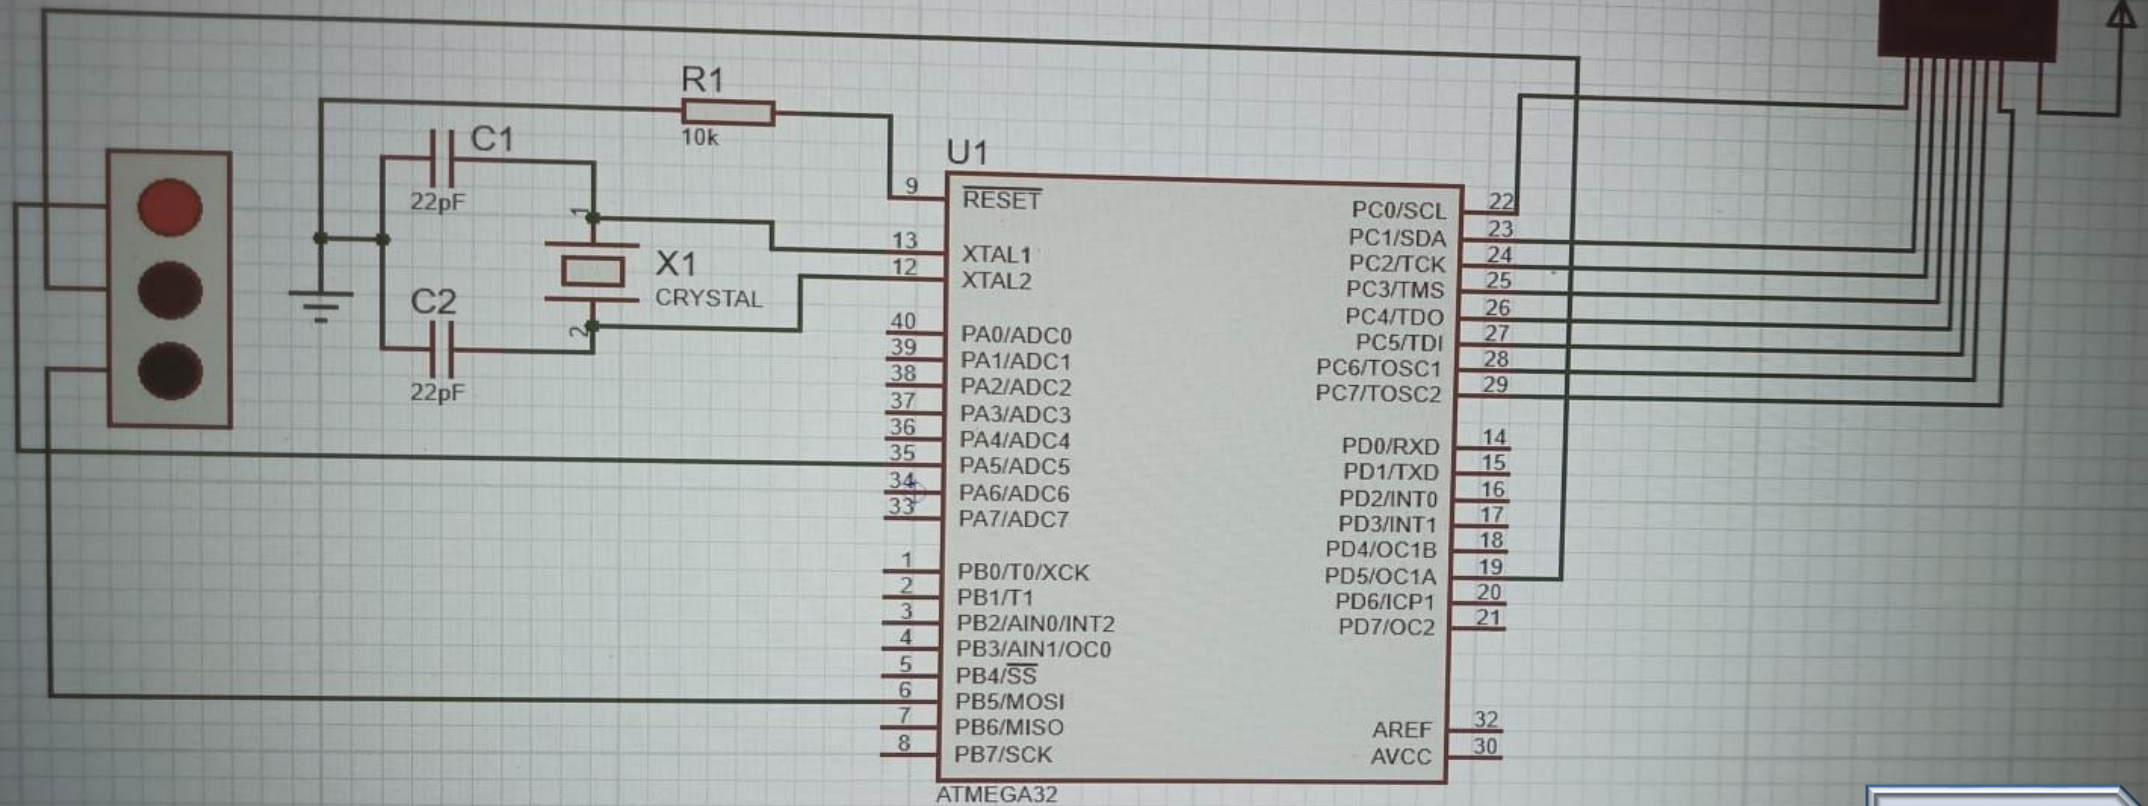 R1
10k
C1
22pF
C2
22pF
1
2
X1
CRYSTAL
U1
9
RESET
13
XTAL1
12
XTAL2
40
PA0/ADC0
39
PA1/ADC1
38
PA2/ADC2
37
PA3/ADC3
36
PA4/ADC4
35
PA5/ADC5
34
PA6/ADC6
33
PA7/ADC7
1
PB0/T0/XCK
2
PB1/T1
3
PB2/AIN0/INT2
4
PB3/AIN1/OC0
5
PB4/SS
6
PB5/MOSI
7
PB6/MISO
8
PB7/SCK
PC0/SCL
22
PC1/SDA
23
PC2/TCK
24
PC3/TMS
25
PC4/TDO
26
PC5/TDI
27
PC6/TOSC1
28
PC7/TOSC2
29
PD0/RXD
14
PD1/TXD
15
PD2/INT0
16
PD3/INT1
17
PD4/OC1B
18
PD5/OC1A
19
PD6/ICP1
20
PD7/OC2
21
AREF
32
AVCC
30
ATMEGA32